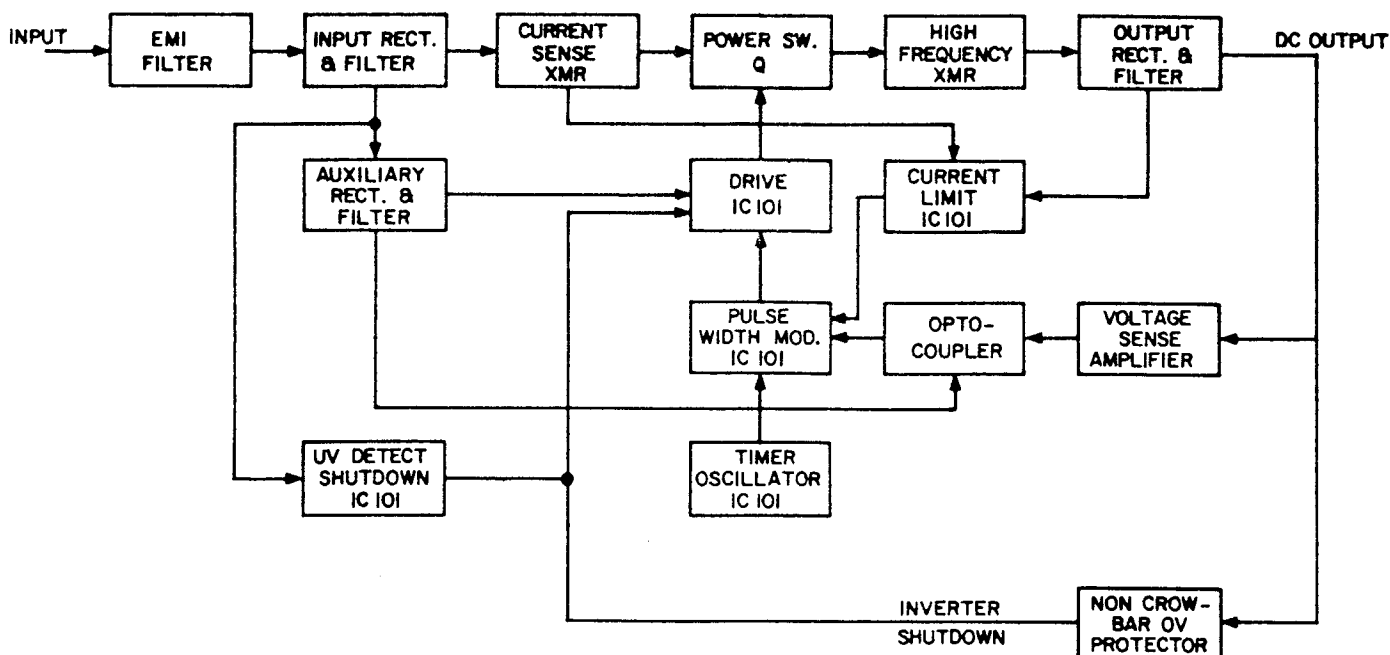 INPUT
EMI
FILTER
INPUT RECT.
& FILTER
CURRENT
SENSE
XMR
POWER SW.
Q
HIGH
FREQUENCY
XMR
OUTPUT
RECT. &
FILTER
DC OUTPUT
AUXILIARY
RECT. &
FILTER
DRIVE
IC 101
CURRENT
LIMIT
IC 101
PULSE
WIDTH MOD.
IC 101
OPTO-
COUPLER
VOLTAGE
SENSE
AMPLIFIER
UV DETECT
SHUTDOWN
IC 101
TIMER
OSCILLATOR
IC 101
INVERTER
SHUTDOWN
NON CROW-
BAR OV
PROTECTOR